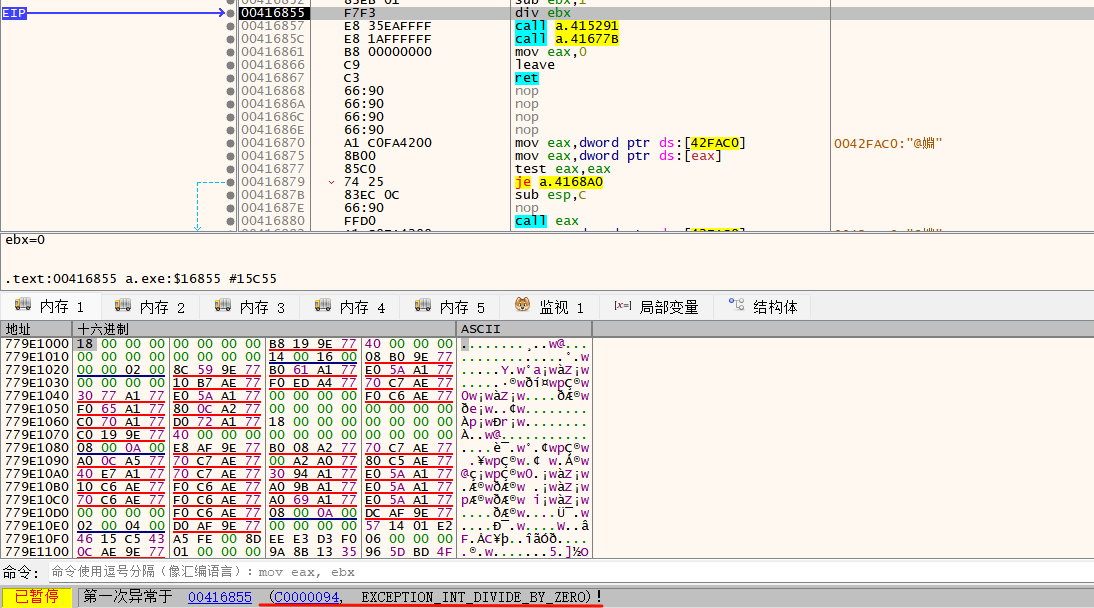 EIP
00416855 F7F3 div ebx
00416857 E8 35EAFFFF call a.415291
0041685C E8 1AFFFFFF call a.41677B
00416861 B8 00000000 mov eax,0
00416866 C9 leave
00416867 C3 ret
00416868 66:90 nop
0041686A 66:90 nop
0041686C 66:90 nop
0041686E 66:90 nop
00416870 A1 C0FA4200 mov eax,dword ptr ds:[42FAC0] 0042FAC0:"@嫺"
00416875 8B00 mov eax,dword ptr ds:[eax]
00416877 85C0 test eax,eax
00416879 74 25 je a.4168A0
0041687B 83EC 0C sub esp,C
0041687E 66:90 nop
00416880 FFD0 call eax
ebx=0
.text:00416855 a.exe:$16855 #15C55
内存 1 内存 2 内存 3 内存 4 内存 5 监视 1 [x=] 局部变量 结构体
地址 十六进制 ASCII
779E1000 18 00 00 00 00 00 00 00 B8 19 9E 77 40 00 00 00 ........¸..w@...
779E1010 00 00 00 00 00 00 00 00 14 00 16 00 08 B0 9E 77 .............°.w
779E1020 00 00 02 00 8C 59 9E 77 B0 61 A1 77 E0 5A A1 77 .....Y.w°a¡wàZ¡w
779E1030 00 00 00 00 10 B7 AE 77 F0 ED A4 77 70 C7 AE 77 .....·®wðí¤wpÇ®w
779E1040 30 77 A1 77 E0 5A A1 77 00 00 00 00 F0 C6 AE 77 0w¡wàZ¡w....ðÆ®w
779E1050 F0 65 A1 77 80 0C A2 77 00 00 00 00 00 00 00 00 ðe¡w..¢w........
779E1060 C0 70 A1 77 D0 72 A1 77 18 00 00 00 00 00 00 00 Àp¡wÐr¡w........
779E1070 C0 19 9E 77 40 00 00 00 00 00 00 00 00 00 00 00 À..w@...........
779E1080 08 00 0A 00 E8 AF 9E 77 B0 08 A2 77 70 C7 AE 77 ....è¯.w°.¢wpÇ®w
779E1090 A0 0C A5 77 70 C7 AE 77 00 A2 A0 77 80 C5 AE 77  .¥wpÇ®w.¢ w.Å®w
779E10A0 40 E7 A1 77 70 C7 AE 77 30 94 A1 77 E0 5A A1 77 @ç¡wpÇ®w0.¡wàZ¡w
779E10B0 10 C6 AE 77 F0 C6 AE 77 A0 9B A1 77 E0 5A A1 77 .Æ®wðÆ®w .¡wàZ¡w
779E10C0 70 C6 AE 77 F0 C6 AE 77 A0 69 A1 77 E0 5A A1 77 pÆ®wðÆ®w i¡wàZ¡w
779E10D0 00 00 00 00 F0 C6 AE 77 08 00 0A 00 DC AF 9E 77 ....ðÆ®w....Ü¯.w
779E10E0 02 00 04 00 D0 AF 9E 77 00 00 00 00 57 14 01 E2 ....Ð¯.w....W..â
779E10F0 46 15 C5 43 A5 FE 00 8D EE E3 D3 F0 06 00 00 00 F.ÅC¥þ..îãÓð....
779E1100 0C AE 9E 77 01 00 00 00 9A 8B 13 35 96 5D BD 4F .®.w.......5.]½O
命令: 命令使用逗号分隔（像汇编语言）: mov eax, ebx
已暂停 第一次异常于 00416855 (C0000094, EXCEPTION_INT_DIVIDE_BY_ZERO)!